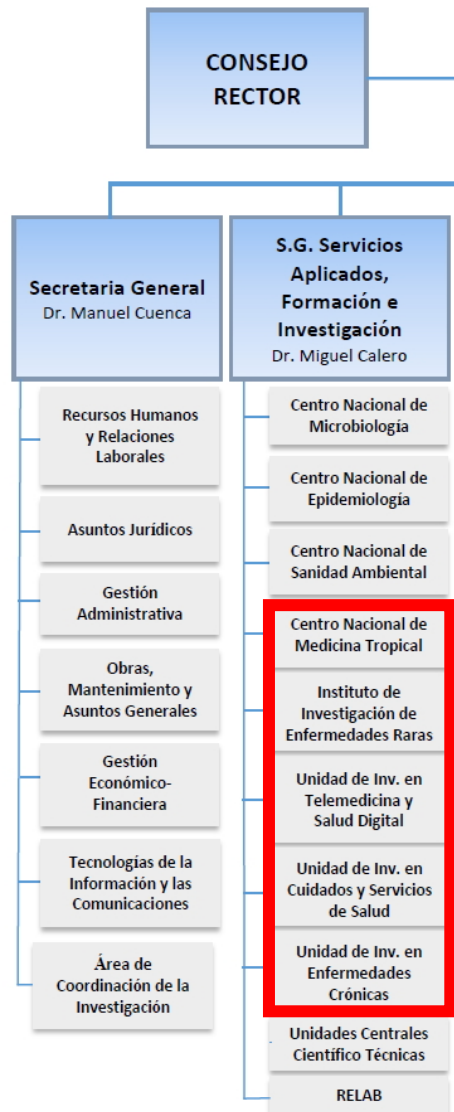 CONSEJO
RECTOR
Secretaria General
Dr. Manuel Cuenca
Recursos Humanos
y Relaciones
Laborales
Asuntos Jurídicos
Gestión
Administrativa
Obras,
Mantenimiento y
Asuntos Generales
Gestión
Económico-
Financiera
Tecnologías de la
Información y las
Comunicaciones
Área de
Coordinación de la
Investigación
S.G. Servicios
Aplicados,
Formación e
Investigación
Dr. Miguel Calero
Centro Nacional de
Microbiología
Centro Nacional de
Epidemiología
Centro Nacional de
Sanidad Ambiental
Centro Nacional de
Medicina Tropical
Instituto de
Investigación de
Enfermedades Raras
Unidad de Inv. en
Telemedicina y
Salud Digital
Unidad de Inv. en
Cuidados y Servicios
de Salud
Unidad de Inv. en
Enfermedades
Crónicas
Unidades Centrales
Científico Técnicas
RELAB